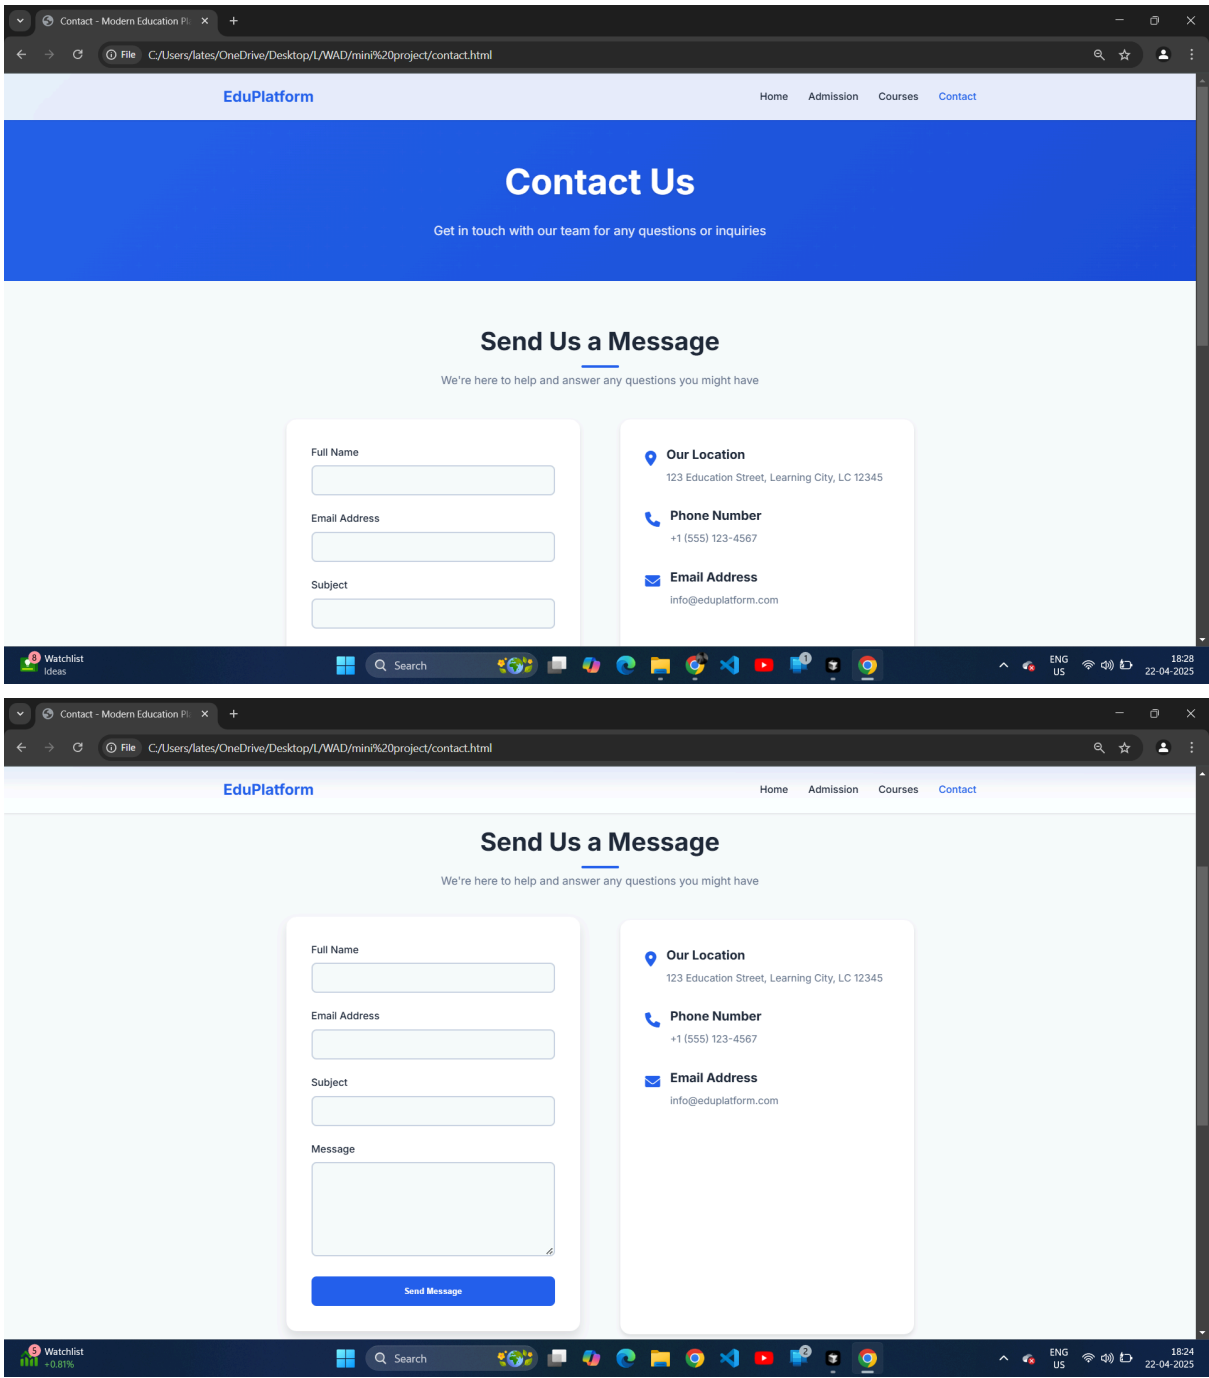 Contact - Modern Education Pl
File C:/Users/lates/OneDrive/Desktop/L/WAD/mini%20project/contact.html
EduPlatform Home Admission Courses Contact
Contact Us
Get in touch with our team for any questions or inquiries
Send Us a Message
We're here to help and answer any questions you might have
Full Name
Email Address
Subject
Our Location
123 Education Street, Learning City, LC 12345
Phone Number
+1 (555) 123-4567
Email Address
info@eduplatform.com
8 Watchlist
Ideas
Search
1
ENG
US
18:28
22-04-2025
Contact - Modern Education Pl
File C:/Users/lates/OneDrive/Desktop/L/WAD/mini%20project/contact.html
EduPlatform Home Admission Courses Contact
Send Us a Message
We're here to help and answer any questions you might have
Full Name
Email Address
Subject
Message
Send Message
Our Location
123 Education Street, Learning City, LC 12345
Phone Number
+1 (555) 123-4567
Email Address
info@eduplatform.com
5 Watchlist
+0.81%
Search
2
ENG
US
18:24
22-04-2025